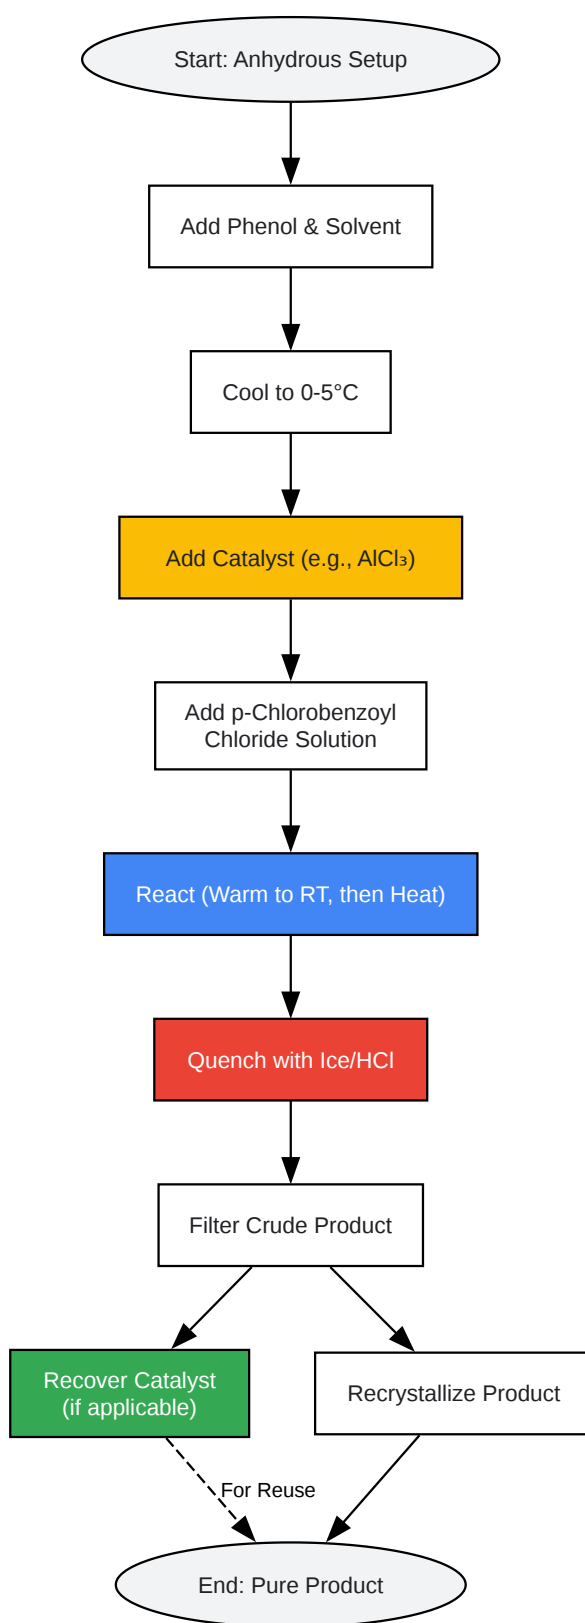 Start: Anhydrous Setup
Add Phenol & Solvent
Cool to 0-5°C
Add Catalyst (e.g., AlCl₃)
Add p-Chlorobenzoyl
Chloride Solution
React (Warm to RT, then Heat)
Quench with Ice/HCl
Filter Crude Product
Recover Catalyst
(if applicable)
Recrystallize Product
For Reuse
End: Pure Product